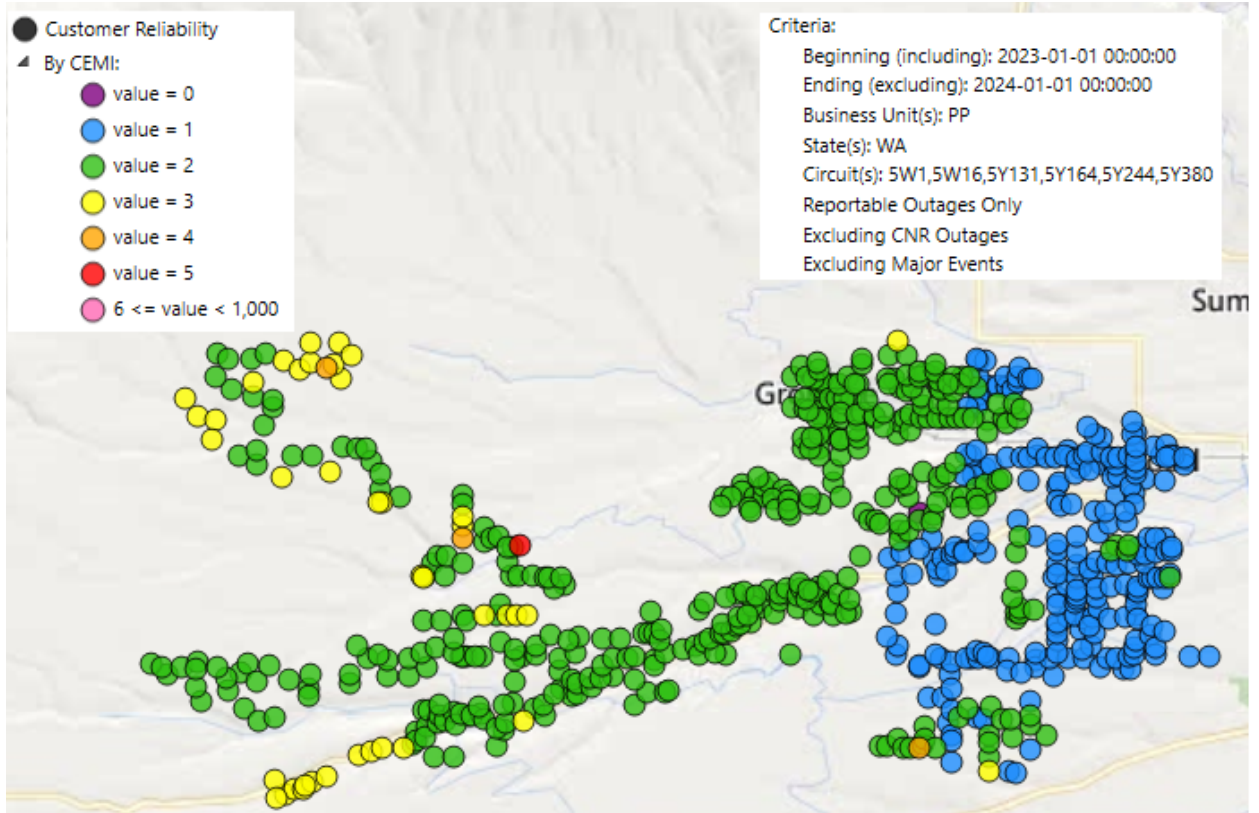 Customer Reliability
By CEMI:
value = 0
value = 1
value = 2
value = 3
value = 4
value = 5
6 <= value < 1,000
Criteria:
Beginning (including): 2023-01-01 00:00:00
Ending (excluding): 2024-01-01 00:00:00
Business Unit(s): PP
State(s): WA
Circuit(s): 5W1,5W16,5Y131,5Y164,5Y244,5Y380
Reportable Outages Only
Excluding CNR Outages
Excluding Major Events
Sum